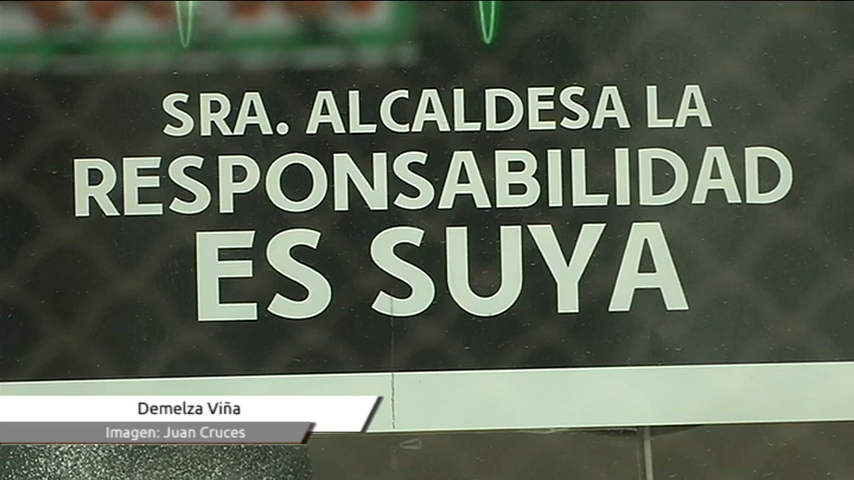 SRA. ALCALDESA LA
RESPONSABILIDAD
ES SUYA
Demelza Viña
Imagen: Juan Cruces